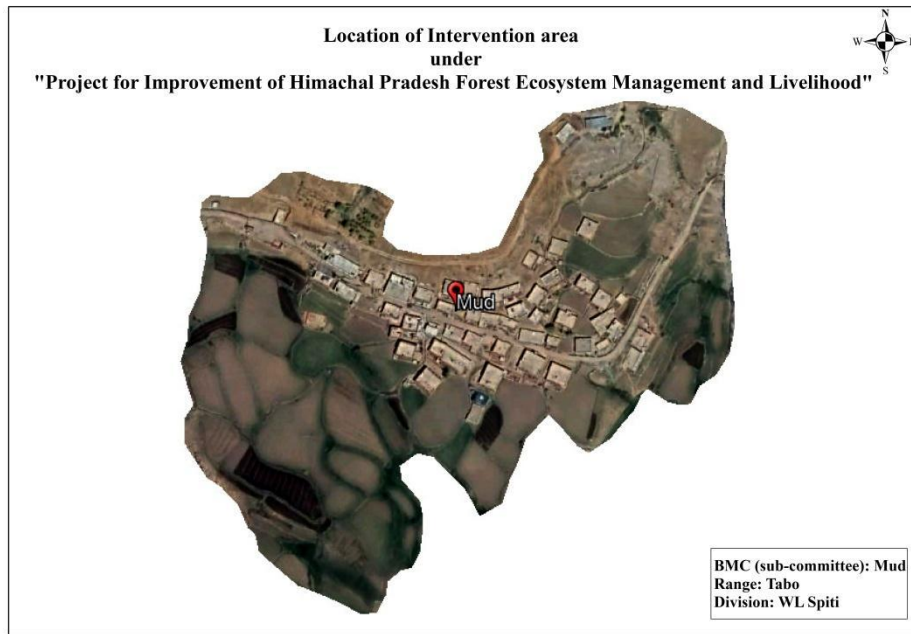 Location of Intervention area
under
"Project for Improvement of Himachal Pradesh Forest Ecosystem Management and Livelihood"
N
W
S
Mud
BMC (sub-committee): Mud
Range: Tabo
Division: WL Spiti